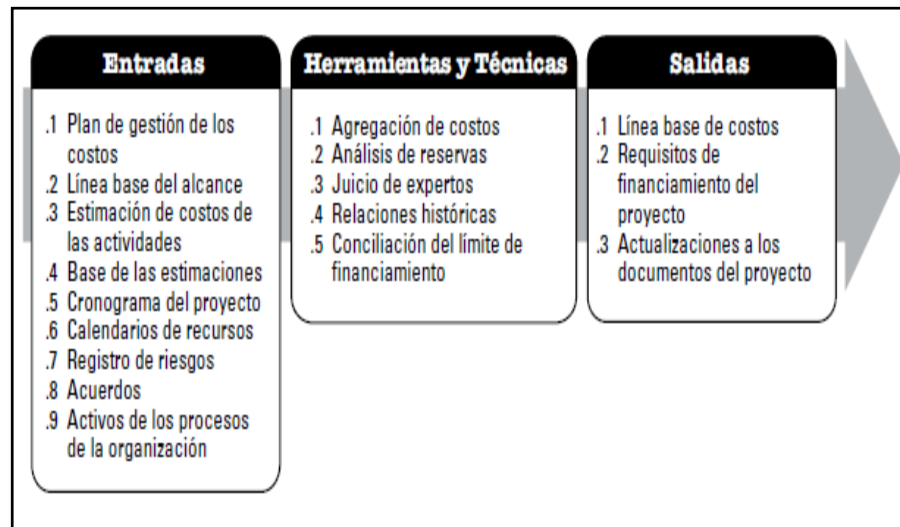 Entradas
.1 Plan de gestión de los
costos
.2 Línea base del alcance
.3 Estimación de costos de
las actividades
.4 Base de las estimaciones
.5 Cronograma del proyecto
.6 Calendarios de recursos
.7 Registro de riesgos
.8 Acuerdos
.9 Activos de los procesos
de la organización
Herramientas y Técnicas
.1 Agregación de costos
.2 Análisis de reservas
.3 Juicio de expertos
.4 Relaciones históricas
.5 Conciliación del límite de
financiamiento
Salidas
.1 Línea base de costos
.2 Requisitos de
financiamiento del
proyecto
.3 Actualizaciones a los
documentos del proyecto